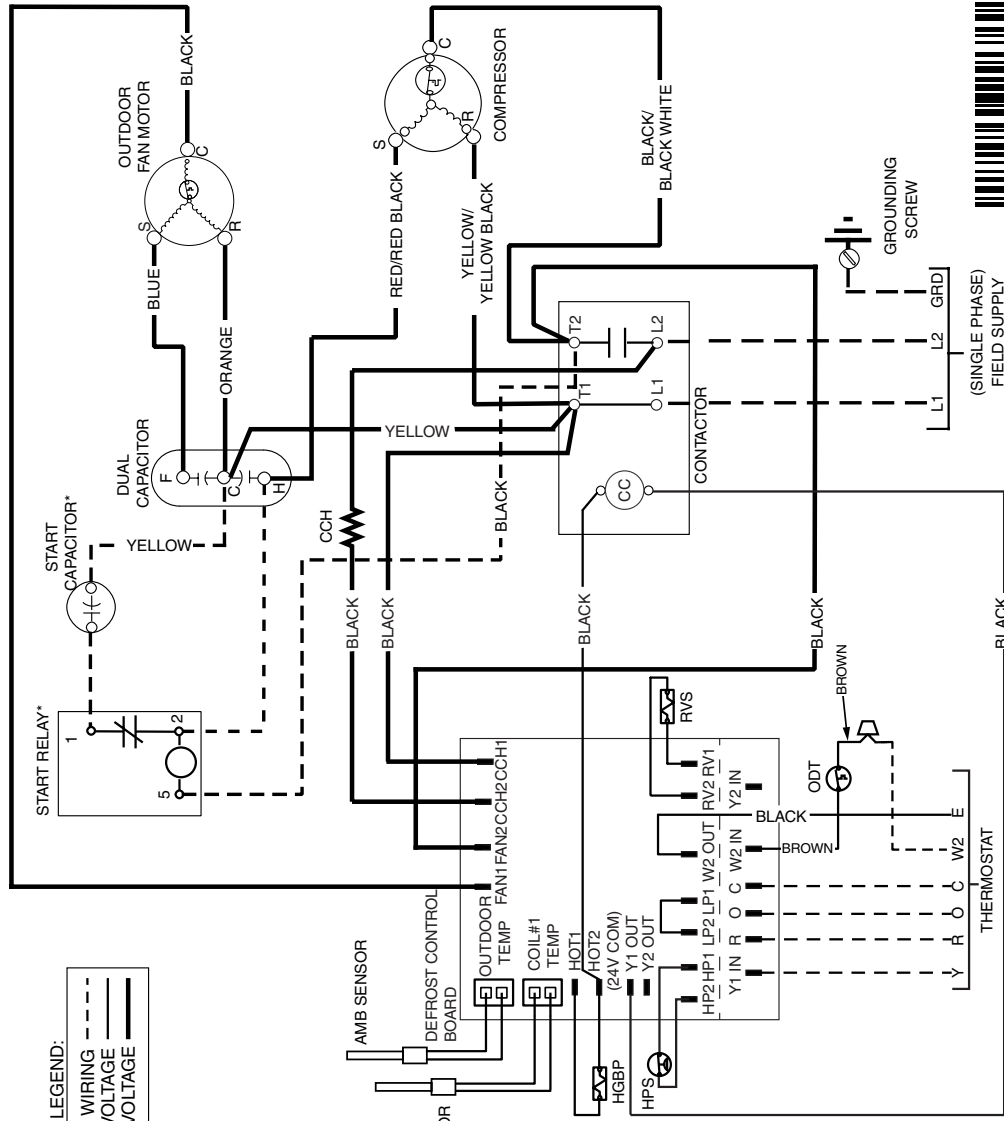 BLACK
OUTDOOR
FAN MOTOR
C
S
R
BLUE
ORANGE
DUAL
CAPACITOR
F
C
H
START
CAPACITOR*
YELLOW
START RELAY*
1
2
5
COMPRESSOR
C
S
R
RED/RED BLACK
YELLOW/
YELLOW BLACK
BLACK/
BLACK WHITE
GROUNDING
SCREW
YELLOW
CCH
BLACK
BLACK
BLACK
T1
T2
L1
L2
CC
CONTACTOR
L1
L2
GRD
(SINGLE PHASE)
FIELD SUPPLY
BLACK
BLACK
BLACK
LEGEND:
WIRING
VOLTAGE
VOLTAGE
AMB SENSOR
OR
DEFROST CONTROL
BOARD
OUTDOOR
TEMP
COIL#1
TEMP
FAN1
FAN2
CCH2
CCH1
HOT1
HOT2
(24V COM)
Y1 OUT
Y2 OUT
HGBP
HPS
HP2
HP1
LP2
LP1
W2 OUT
RV2
RV1
Y1 IN
R
O
C
W2 IN
Y2 IN
RVS
BLACK
BROWN
BROWN
ODT
Y
R
O
C
W2
E
THERMOSTAT